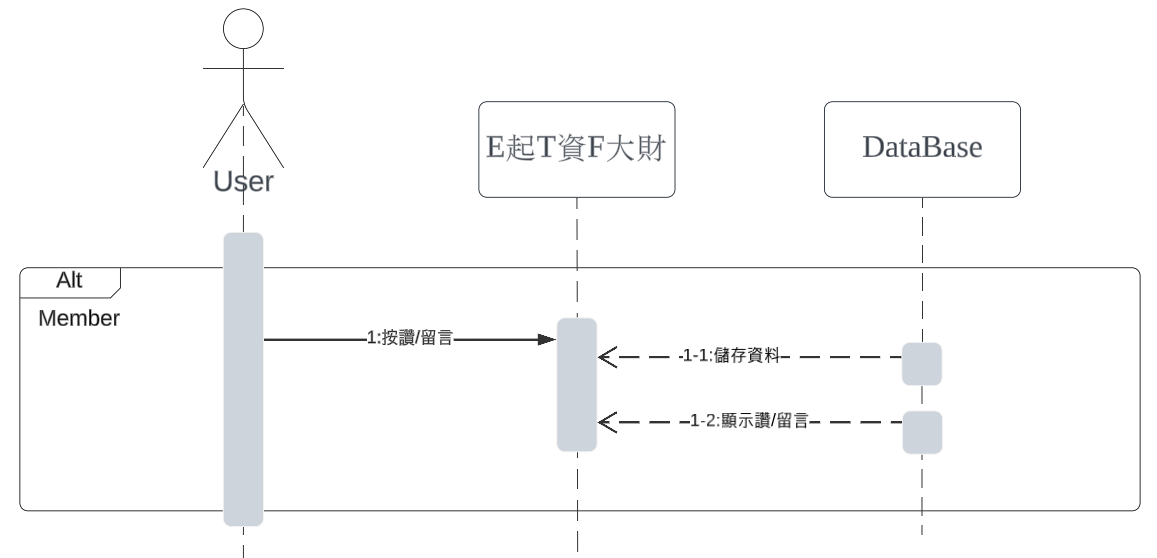 User
E起T資F大財
DataBase
Alt
Member
1:按讚/留言
1-1:儲存資料
1-2:顯示讚/留言